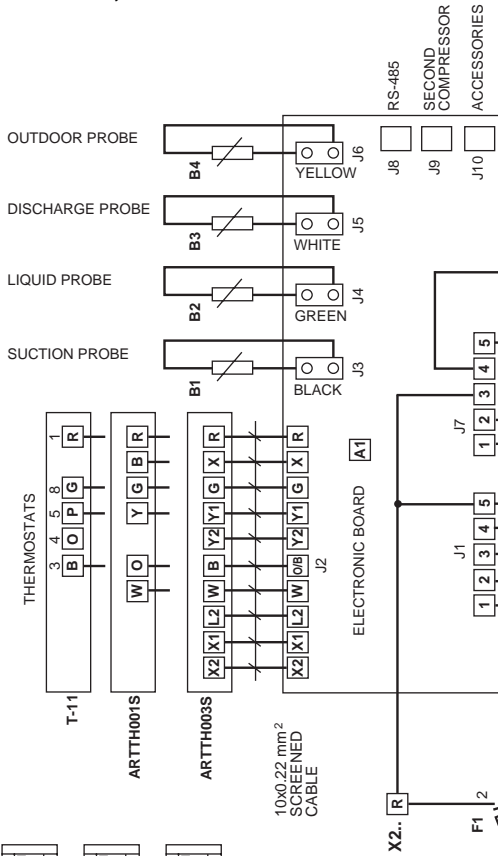 RS-485
SECOND
COMPRESSOR
ACCESSORIES
J8
J9
J10
OUTDOOR PROBE
B4
YELLOW
J6
DISCHARGE PROBE
B3
WHITE
J5
LIQUID PROBE
B2
GREEN
J4
SUCTION PROBE
B1
BLACK
J3
THERMOSTATS
3 4 5 8 1
B O P G R
T-11
W O Y G B R
ARTTH001S
X2 X1 L2 W B Y2 Y1 G X R
ARTTH003S
X2 X1 L2 W O/B Y2 Y1 G X R
J2
10x0.22 mm2
SCREENED
CABLE
A1
ELECTRONIC BOARD
J7
1 2 3 4 5
J1
1 2 3 4 5
X2.. R
F1 2